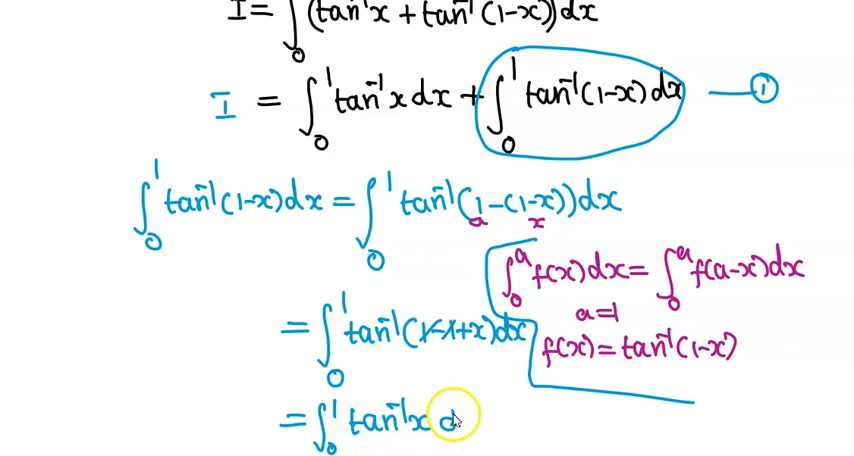 I = ∫₀ (tan⁻¹x + tan⁻¹(1-x))dx
I = ∫₀¹ tan⁻¹x dx + ∫₀¹ tan⁻¹(1-x)dx — ①
∫₀¹ tan⁻¹(1-x)dx = ∫₀¹ tan⁻¹(1-(1-x))dx
a x
∫₀ᵃ f(x)dx = ∫₀ᵃ f(a-x)dx
a=1
= ∫₀¹ tan⁻¹(1-1+x)dx
f(x) = tan⁻¹(1-x)
= ∫₀¹ tan⁻¹x d